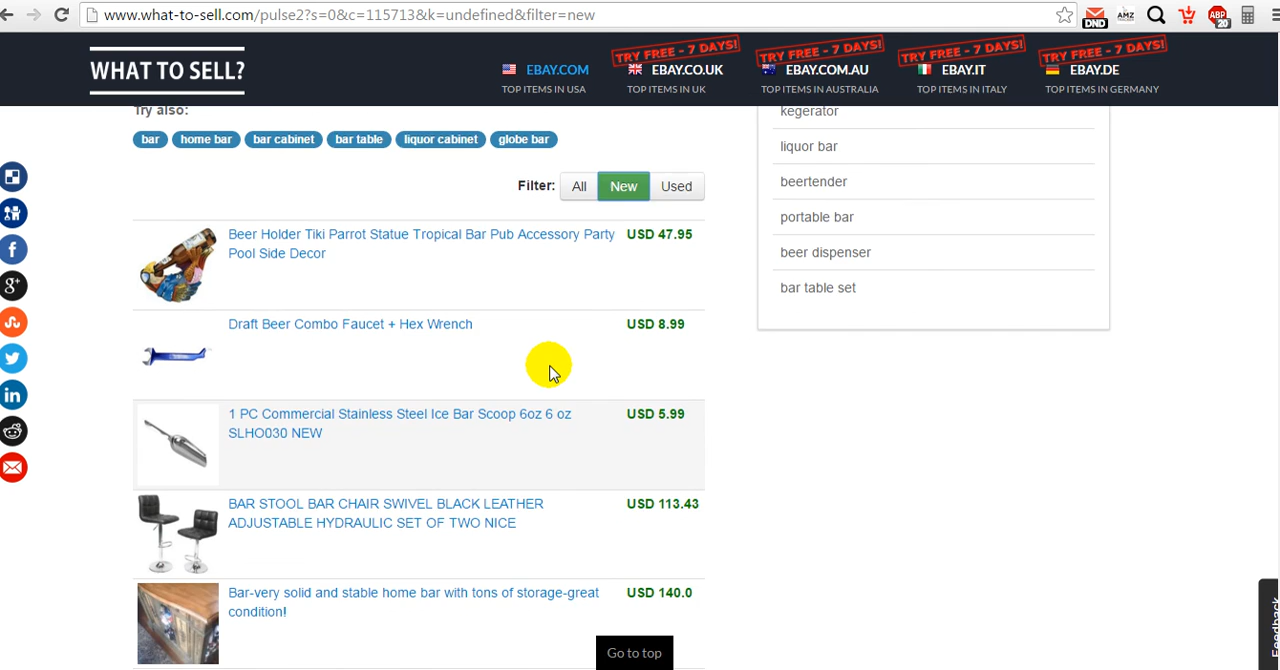 www.what-to-sell.com/pulse2?s=0&c=115713&k=undefined&filter=new
DND
AMZ
ABP
20
WHAT TO SELL?
TRY FREE - 7 DAYS!
TRY FREE - 7 DAYS!
TRY FREE - 7 DAYS!
TRY FREE - 7 DAYS!
EBAY.COM
EBAY.CO.UK
EBAY.COM.AU
EBAY.IT
EBAY.DE
TOP ITEMS IN USA
TOP ITEMS IN UK
TOP ITEMS IN AUSTRALIA
TOP ITEMS IN ITALY
TOP ITEMS IN GERMANY
Try also:
bar
home bar
bar cabinet
bar table
liquor cabinet
globe bar
Filter:
All
New
Used
Beer Holder Tiki Parrot Statue Tropical Bar Pub Accessory Party
Pool Side Decor
USD 47.95
Draft Beer Combo Faucet + Hex Wrench
USD 8.99
1 PC Commercial Stainless Steel Ice Bar Scoop 6oz 6 oz
SLHO030 NEW
USD 5.99
BAR STOOL BAR CHAIR SWIVEL BLACK LEATHER
ADJUSTABLE HYDRAULIC SET OF TWO NICE
USD 113.43
Bar-very solid and stable home bar with tons of storage-great
condition!
USD 140.0
kegerator
liquor bar
beertender
portable bar
beer dispenser
bar table set
Go to top
Feedback